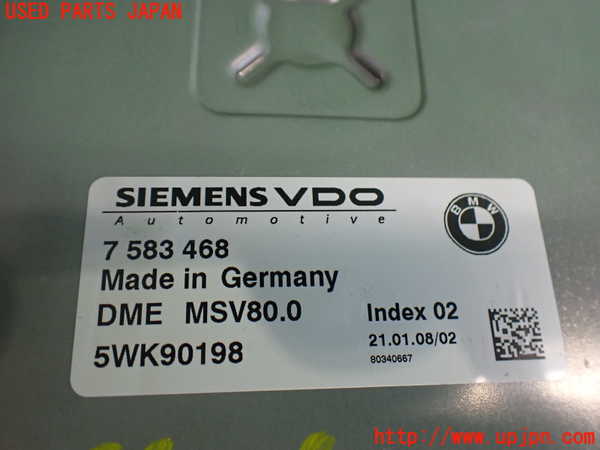 USED PARTS JAPAN
SIEMENS VDO
Automotive
BMW
7 583 468
Made in Germany
DME MSV80.0
Index 02
5WK90198
21.01.08/02
80340667
http://www.upjpn.com/